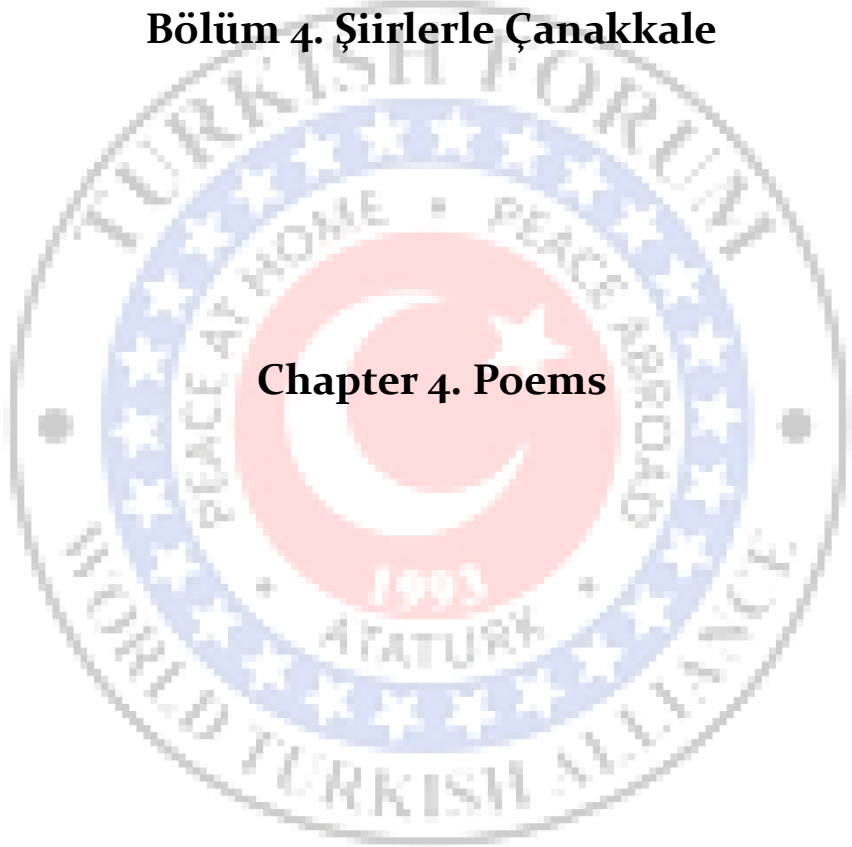 Bölüm 4. Şiirlerle Çanakkale
TURKISH FORUM
PEACE AT HOME • PEACE ABROAD
Chapter 4. Poems
1993
ATATURK
WORLD TURKISH ALLIANCE